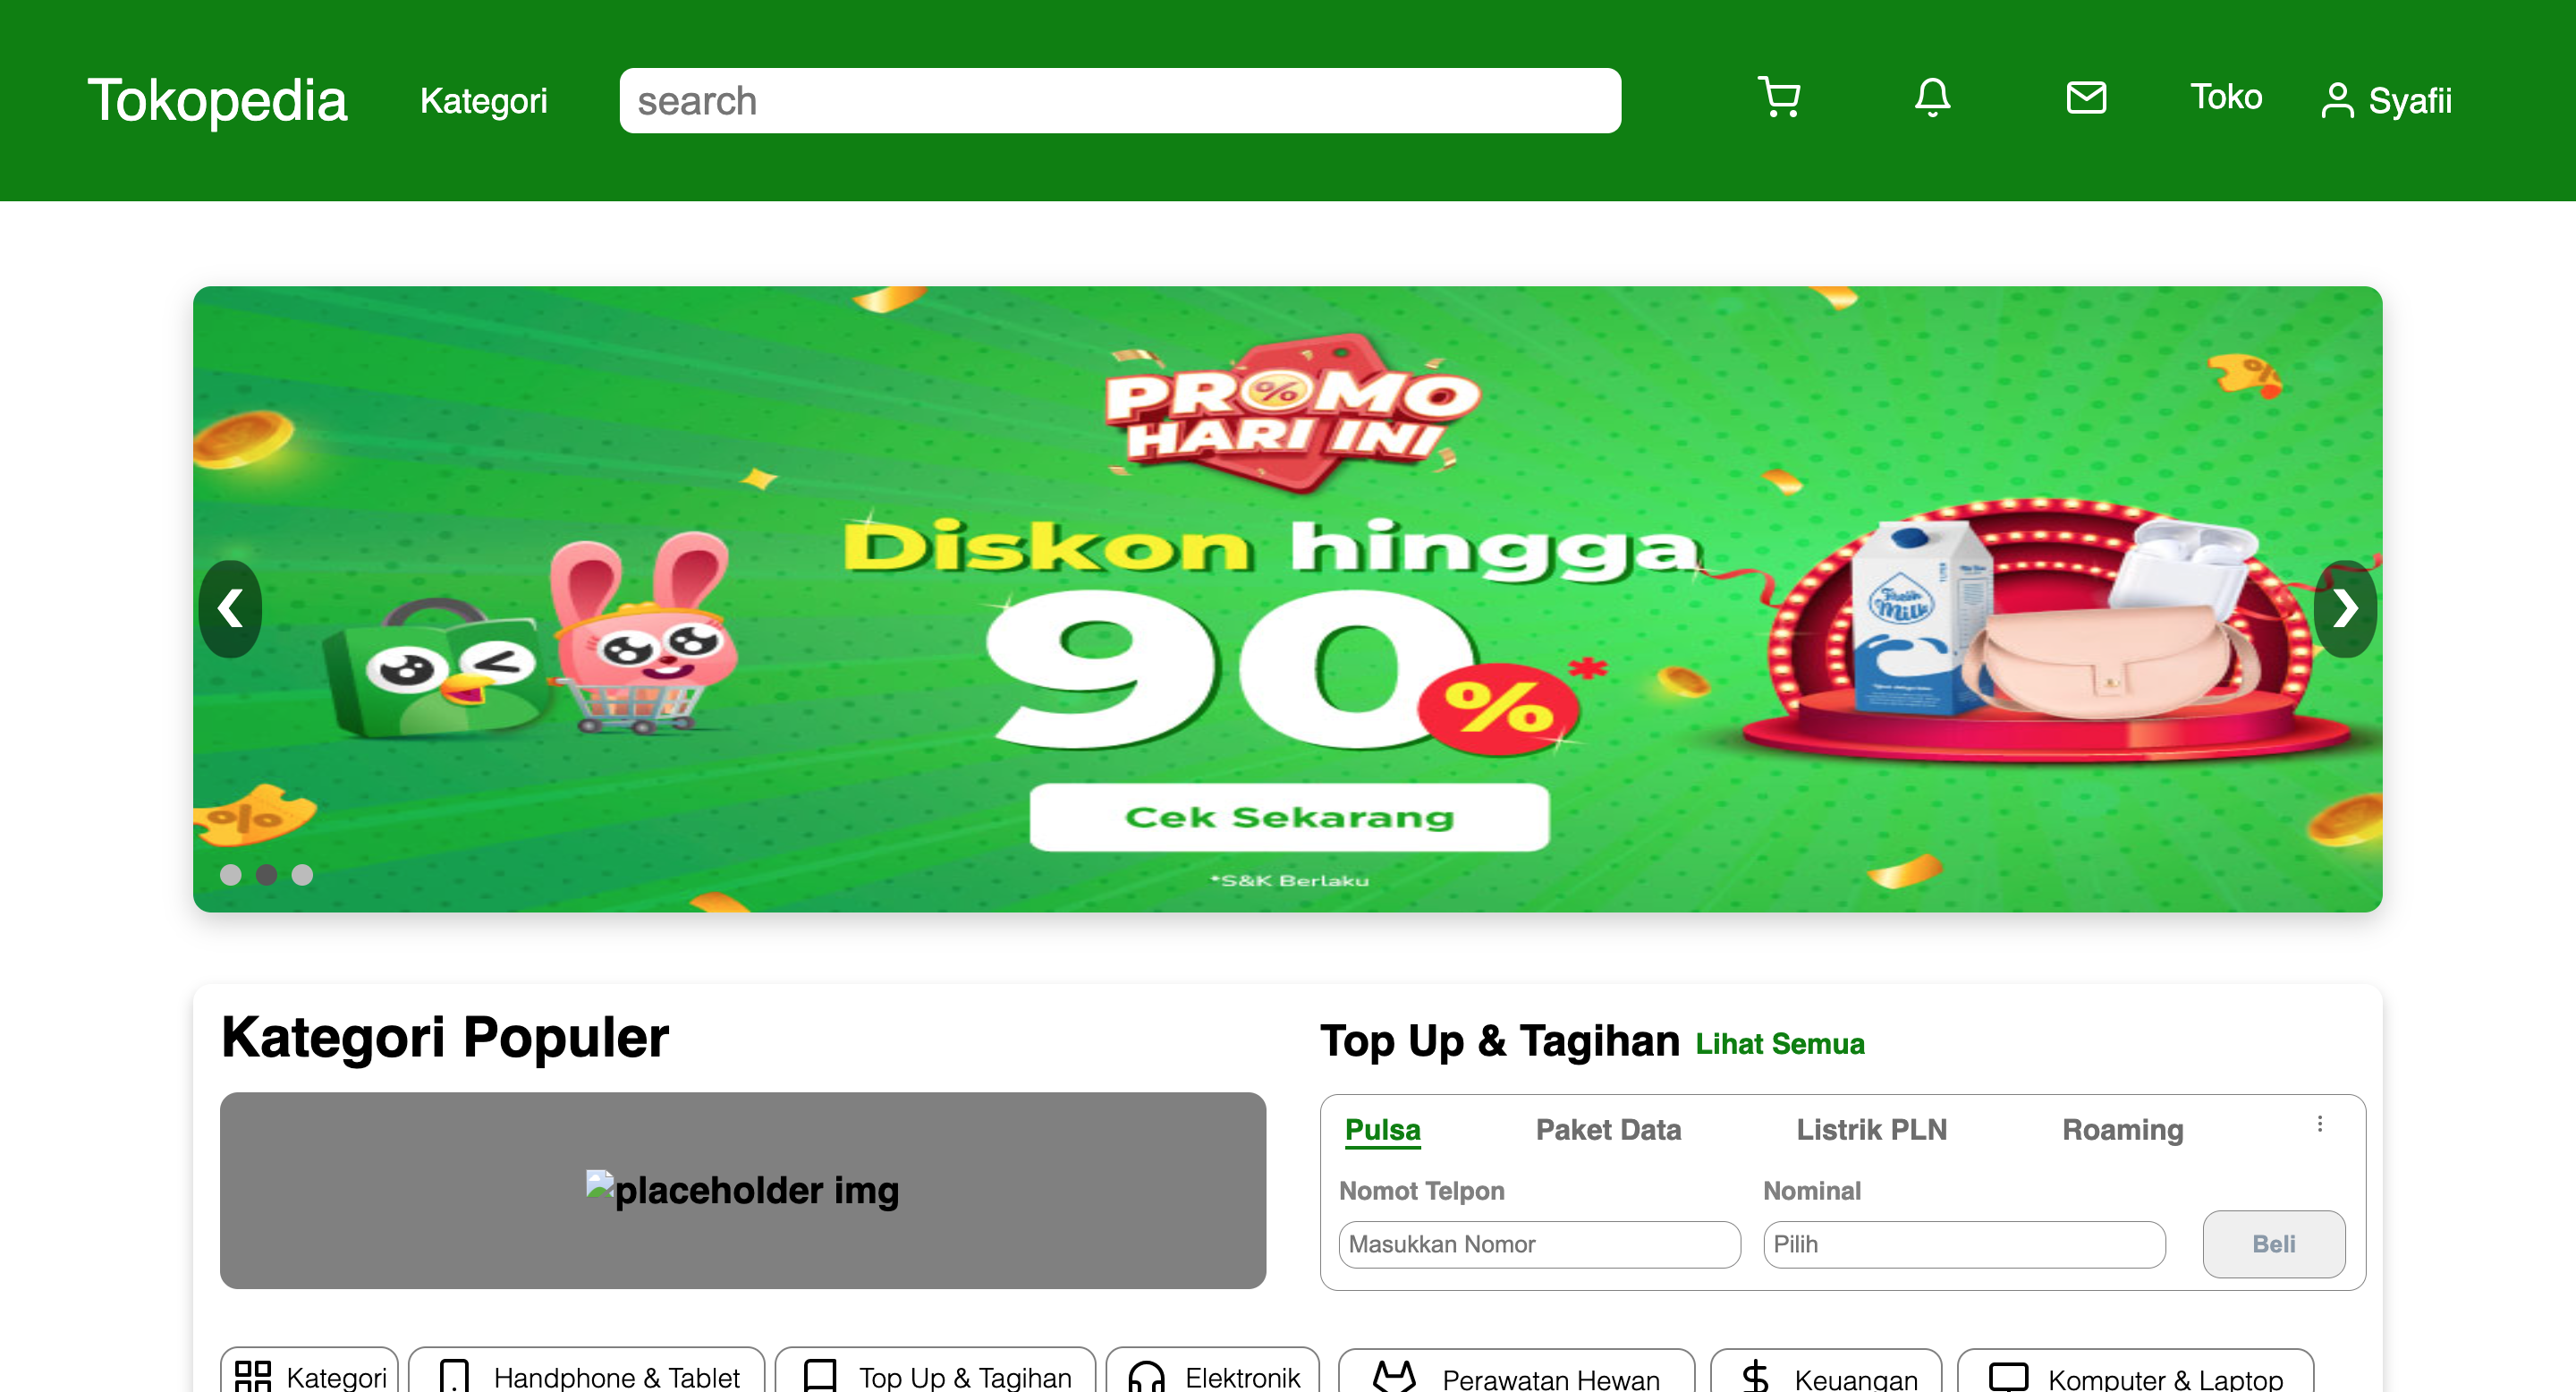 Tokopedia Kategori search Toko Syafii
PROMO
HARI INI
Diskon hingga
90%*
Fresh
Milk
Cek Sekarang
*S&K Berlaku
Kategori Populer
placeholder img
Top Up & Tagihan Lihat Semua
Pulsa Paket Data Listrik PLN Roaming
Nomot Telpon Nominal
Masukkan Nomor Pilih Beli
Kategori Handphone & Tablet Top Up & Tagihan Elektronik Perawatan Hewan Keuangan Komputer & Laptop